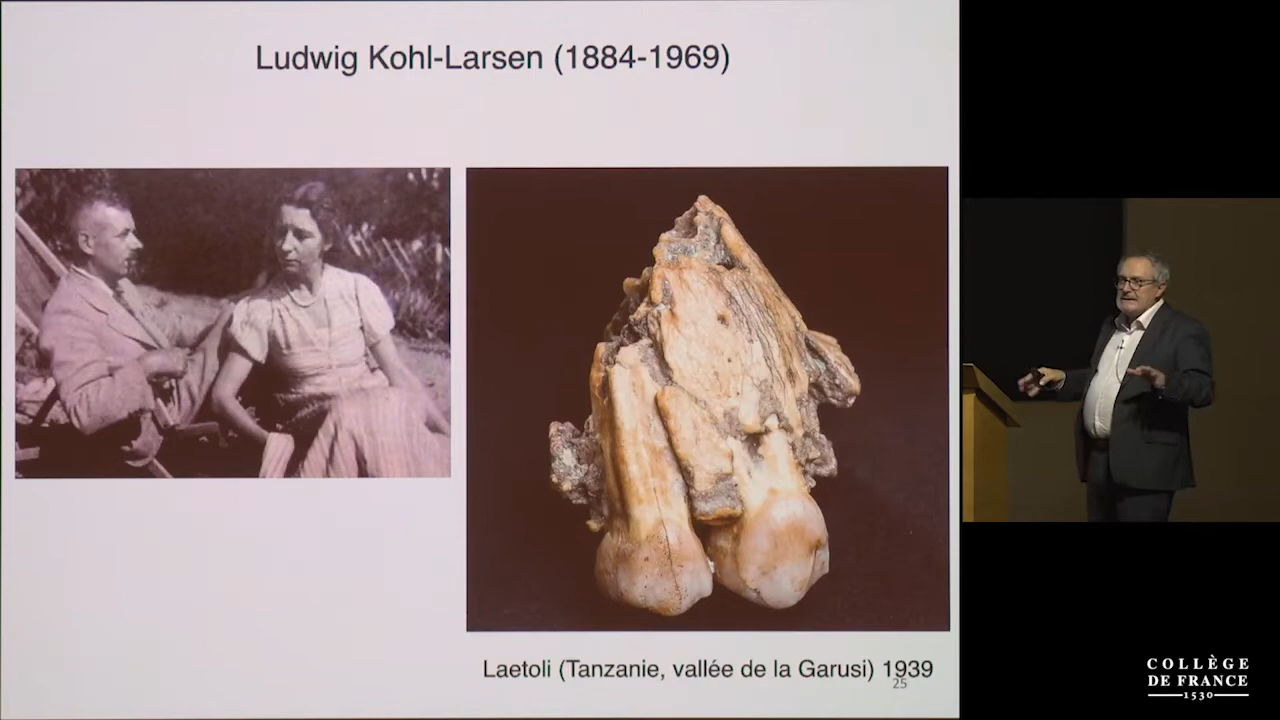 Ludwig Kohl-Larsen (1884-1969)
Laetoli (Tanzanie, vallée de la Garusi) 1939
25
COLLÈGE
DE FRANCE
1530